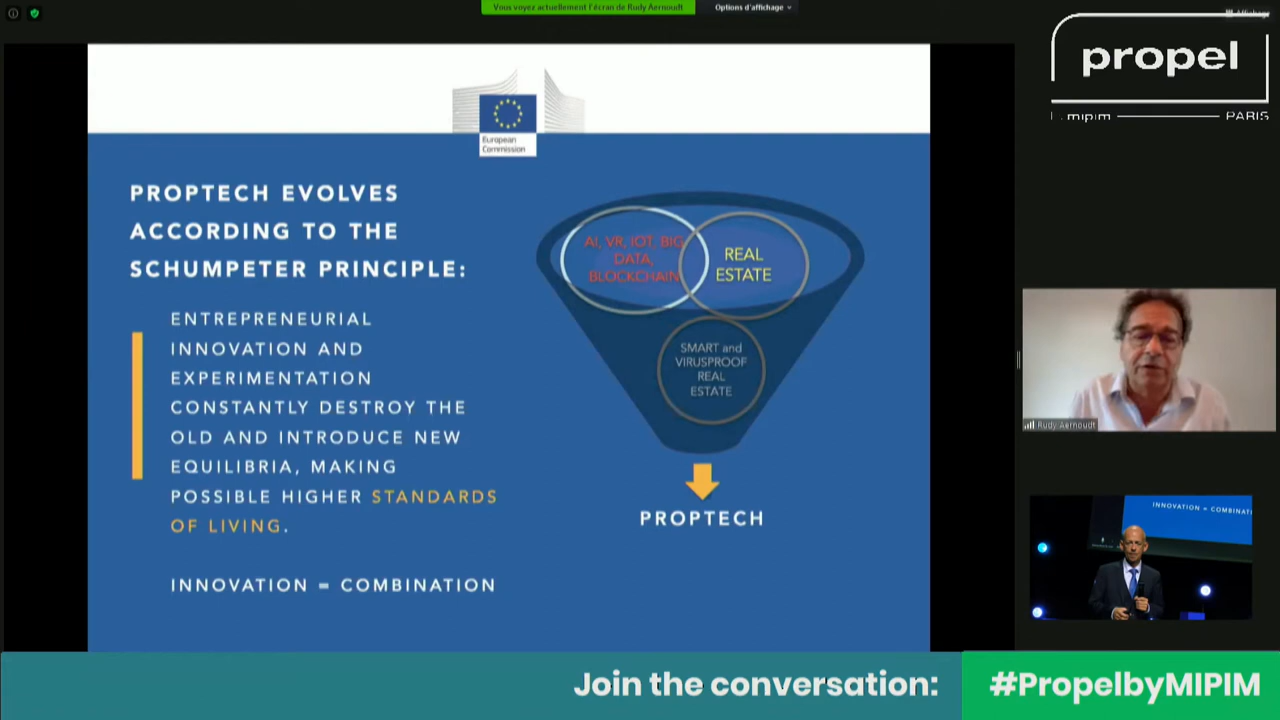 Vous voyez actuellement l'écran de Rudy Aernoudt
Options d'affichage
Affichage
propel
mipim
PARIS
European
Commission
PROPTECH EVOLVES
ACCORDING TO THE
SCHUMPETER PRINCIPLE:
ENTREPRENEURIAL
INNOVATION AND
EXPERIMENTATION
CONSTANTLY DESTROY THE
OLD AND INTRODUCE NEW
EQUILIBRIA, MAKING
POSSIBLE HIGHER STANDARDS
OF LIVING.
INNOVATION = COMBINATION
AI, VR, IOT, BIG
DATA,
BLOCKCHAIN
REAL
ESTATE
SMART and
VIRUSPROOF
REAL
ESTATE
PROPTECH
Rudy Aernoudt
INNOVATION = COMBINATI
Join the conversation:
#PropelbyMIPIM